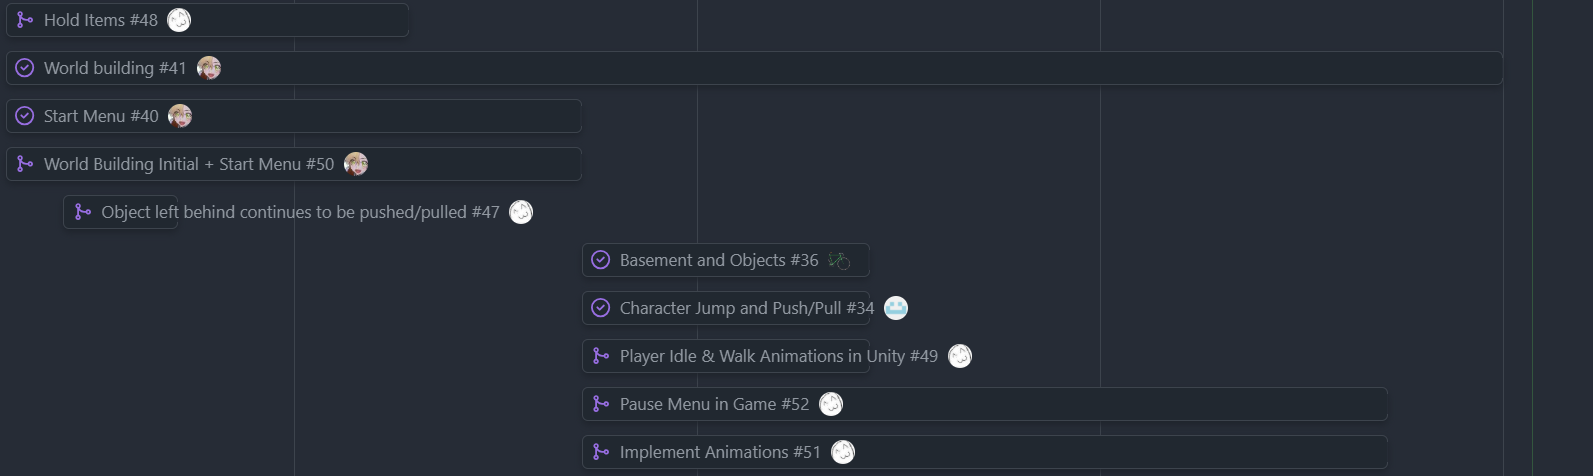 Hold Items #48
World building #41
Start Menu #40
World Building Initial + Start Menu #50
Object left behind continues to be pushed/pulled #47
Basement and Objects #36
Character Jump and Push/Pull #34
Player Idle & Walk Animations in Unity #49
Pause Menu in Game #52
Implement Animations #51